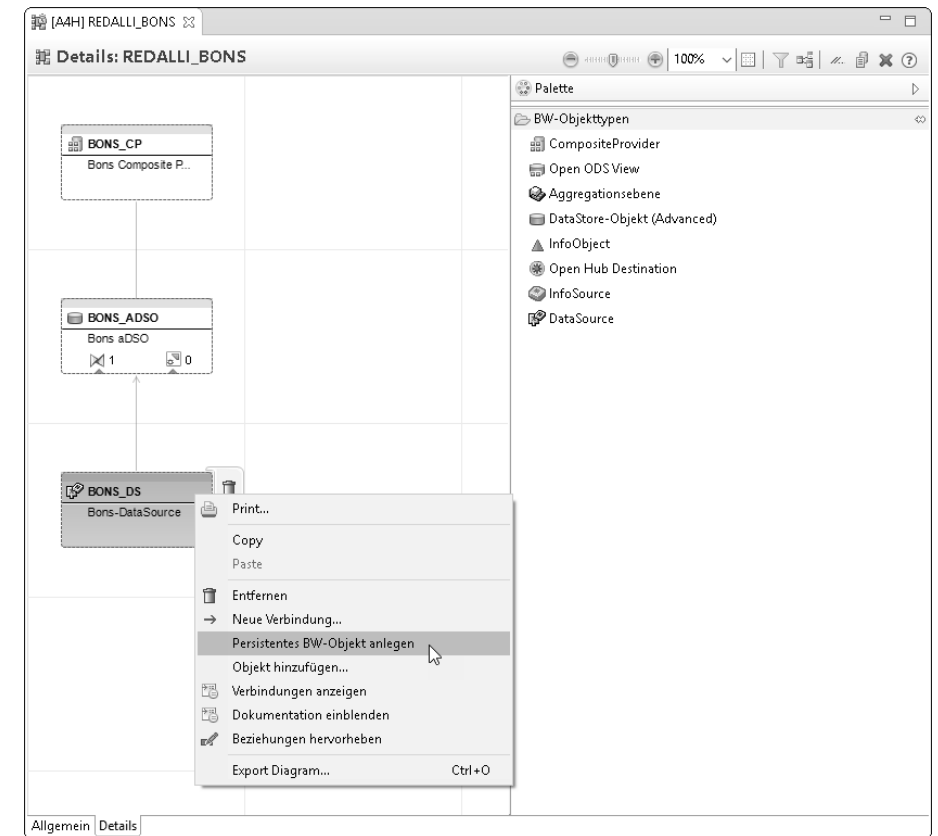 [A4H] REDALLI_BONS
Details: REDALLI_BONS
100%
Palette
BW-Objekttypen
CompositeProvider
Open ODS View
Aggregationsebene
DataStore-Objekt (Advanced)
InfoObject
Open Hub Destination
InfoSource
DataSource
BONS_CP
Bons Composite P...
BONS_ADSO
Bons aDSO
1 0
BONS_DS
Bons-DataSource
Print...
Copy
Paste
Entfernen
Neue Verbindung...
Persistentes BW-Objekt anlegen
Objekt hinzufügen...
Verbindungen anzeigen
Dokumentation einblenden
Beziehungen hervorheben
Export Diagram... Ctrl+O
Allgemein Details